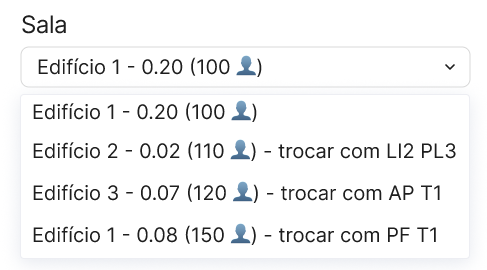 Sala
Edifício 1 - 0.20 (100 👤)
Edifício 1 - 0.20 (100 👤)
Edifício 2 - 0.02 (110 👤) - trocar com LI2 PL3
Edifício 3 - 0.07 (120 👤) - trocar com AP T1
Edifício 1 - 0.08 (150 👤) - trocar com PF T1